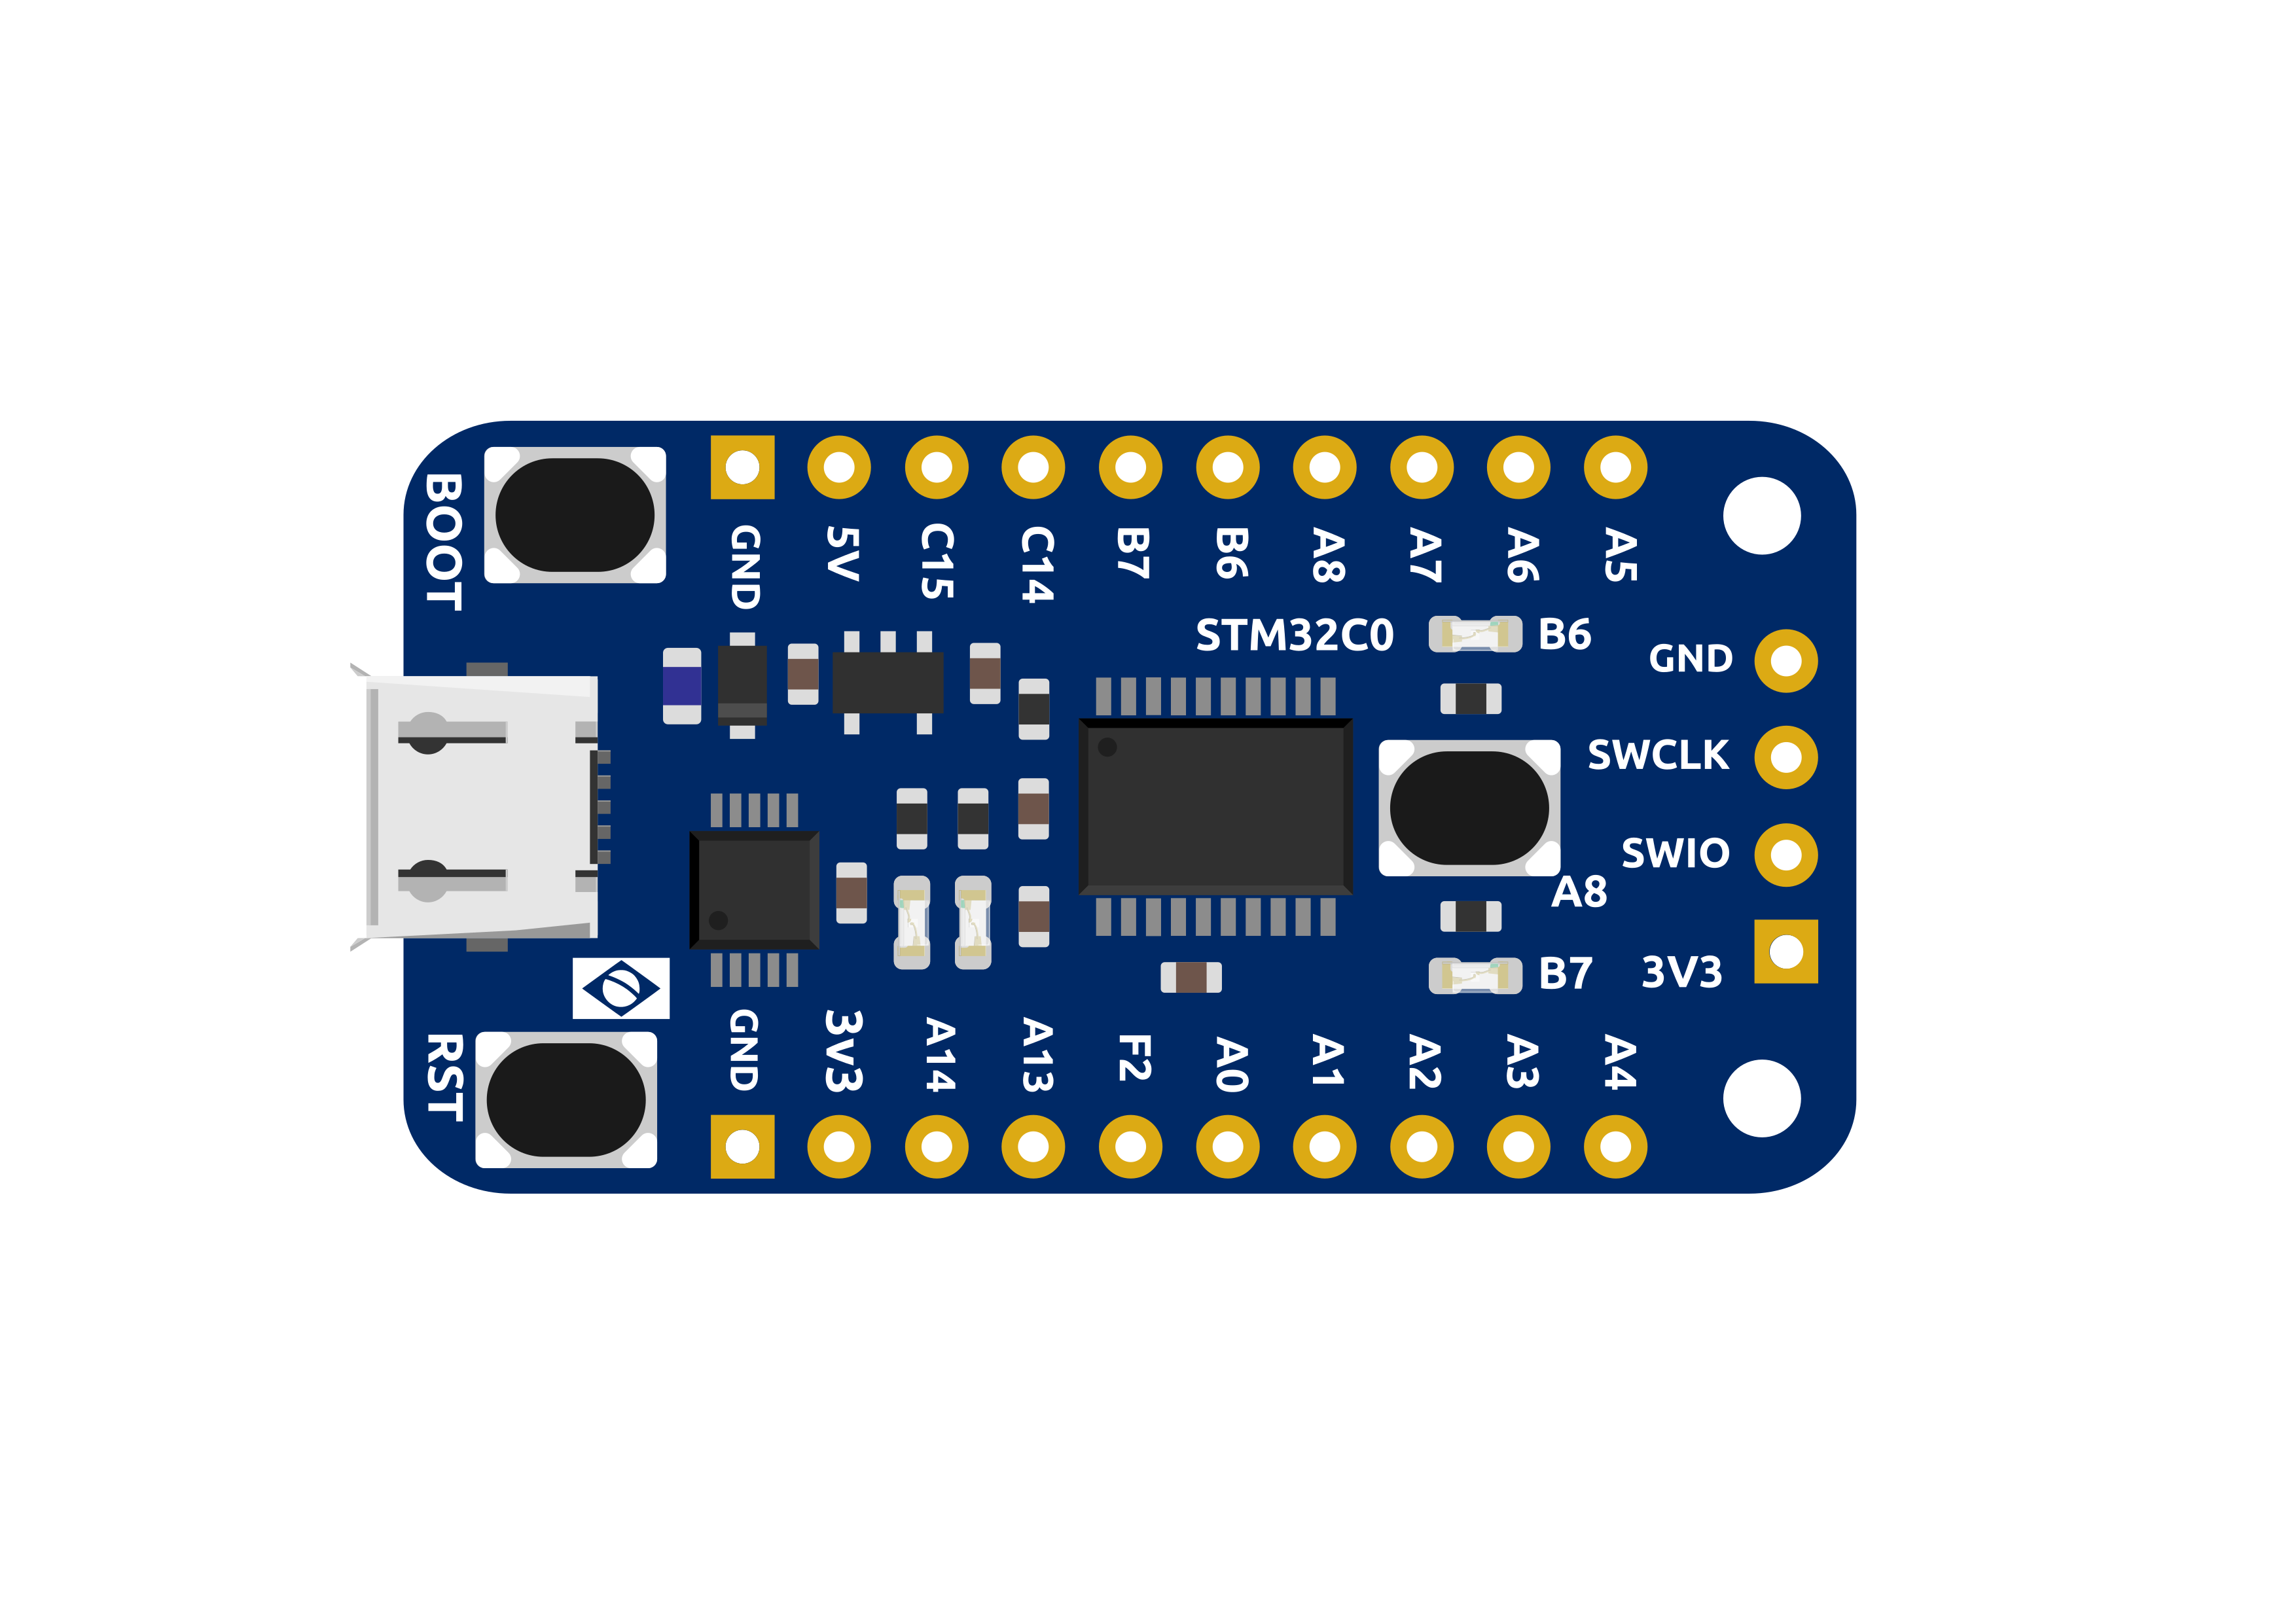 BOOT
GND
5V
C15
C14
B7
B6
A8
A7
A6
A5
STM32C0
B6
GND
SWCLK
SWIO
A8
B7
3V3
RST
GND
3V3
A14
A13
F2
A0
A1
A2
A3
A4